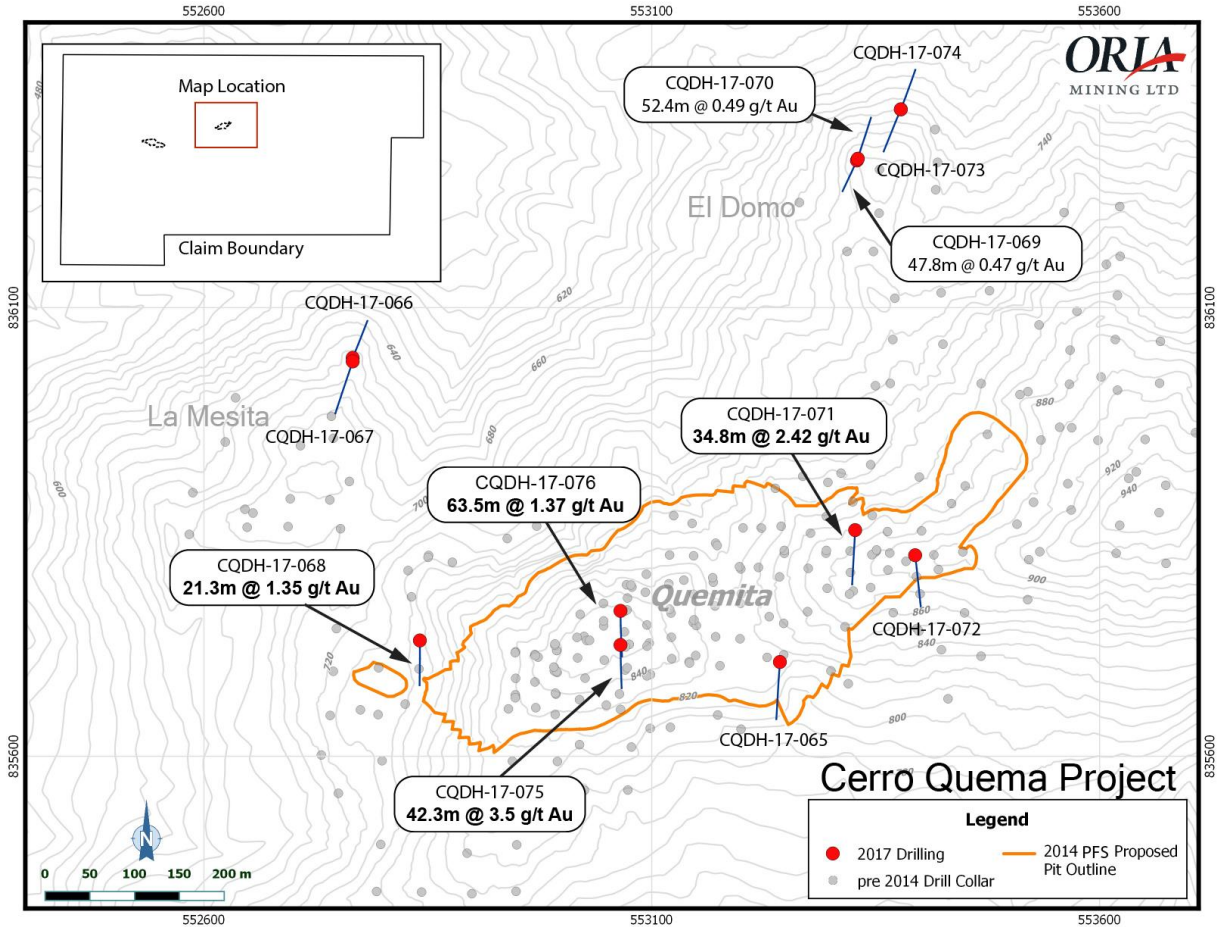 552600
553100
553600
836100
835600
836100
835600
Map Location
Claim Boundary
480
CQDH-17-070
52.4m @ 0.49 g/t Au
CQDH-17-074
ORLA
MINING LTD
740
CQDH-17-073
El Domo
CQDH-17-069
47.8m @ 0.47 g/t Au
CQDH-17-066
620
640
660
La Mesita
CQDH-17-067
680
880
CQDH-17-071
34.8m @ 2.42 g/t Au
920
940
600
CQDH-17-076
63.5m @ 1.37 g/t Au
700
CQDH-17-068
21.3m @ 1.35 g/t Au
900
Quemita
860
CQDH-17-072
840
720
840
820
800
CQDH-17-065
CQDH-17-075
42.3m @ 3.5 g/t Au
Cerro Quema Project
Legend
2017 Drilling
pre 2014 Drill Collar
2014 PFS Proposed
Pit Outline
N
0 50 100 150 200 m
552600
553100
553600